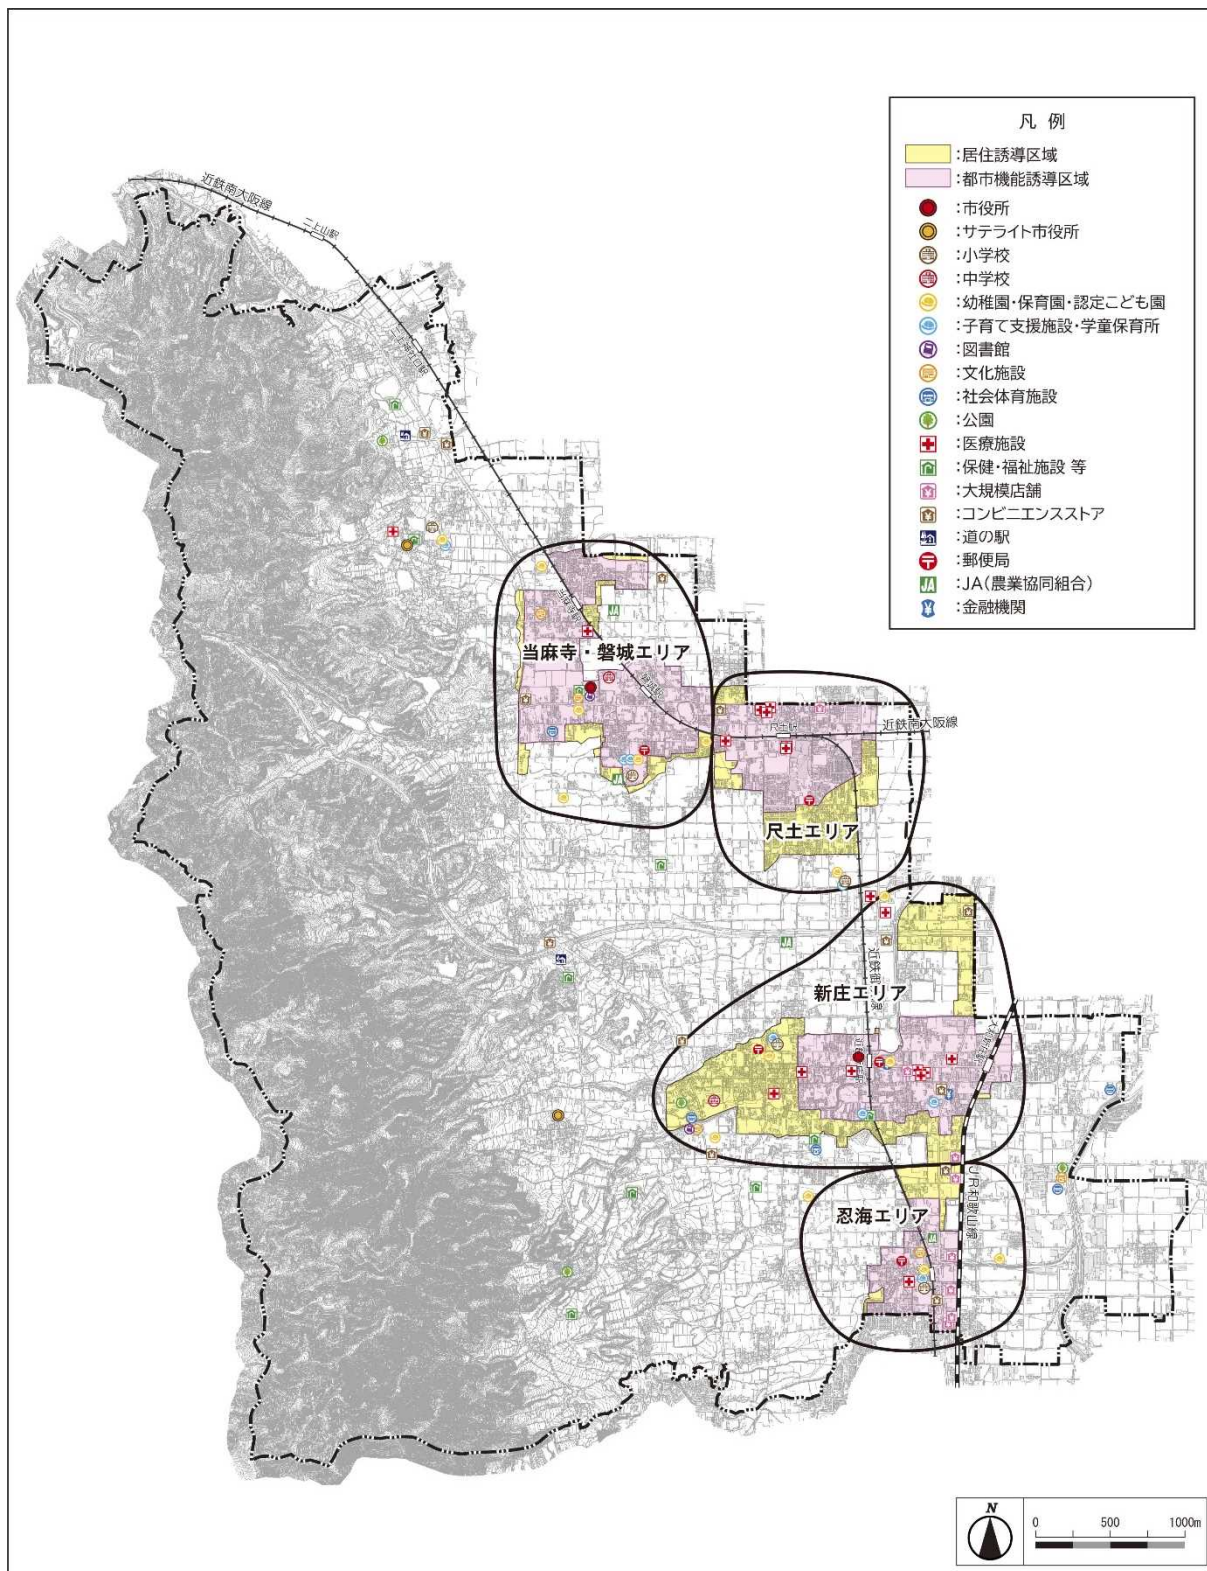 凡 例
：居住誘導区域
：都市機能誘導区域
：市役所
：サテライト市役所
：小学校
：中学校
：幼稚園・保育園・認定こども園
：子育て支援施設・学童保育所
：図書館
：文化施設
：社会体育施設
：公園
：医療施設
：保健・福祉施設 等
：大規模店舗
：コンビニエンスストア
：道の駅
：郵便局
JA：JA（農業協同組合）
：金融機関
近鉄南大阪線
二上山駅
JA
当麻寺・磐城エリア
尺土駅
近鉄南大阪線
尺土エリア
JA
新庄エリア
JR和歌山線
忍海エリア
JA
N
0 500 1000m